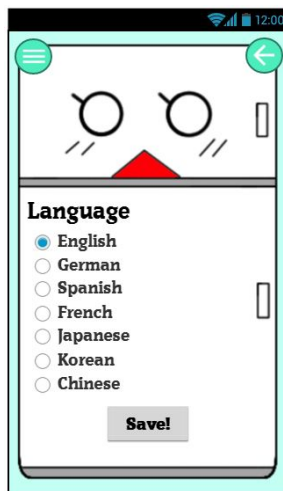 12:00
Language
English
German
Spanish
French
Japanese
Korean
Chinese
Save!